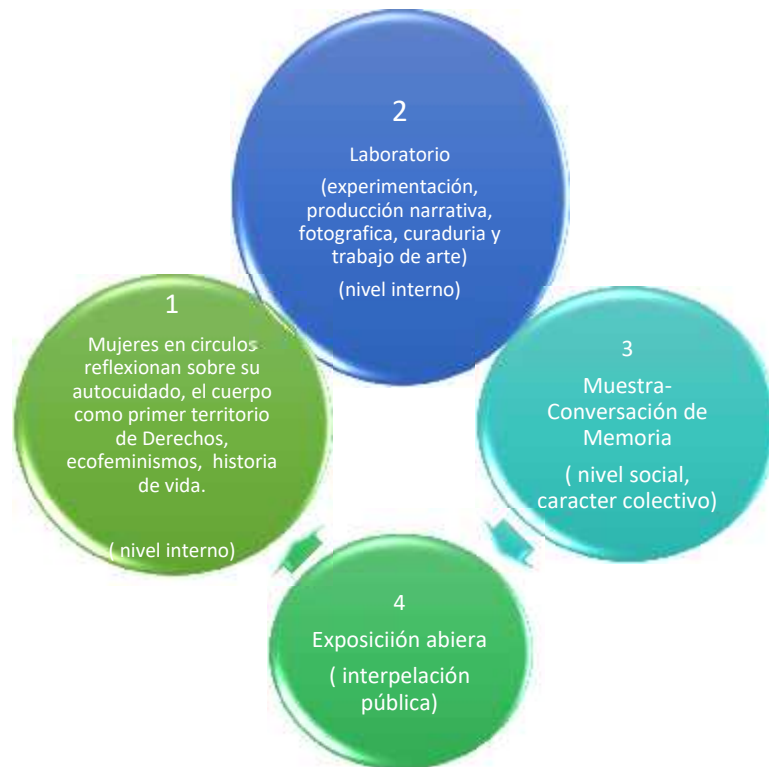 1
Mujeres en circulos
reflexionan sobre su
autocuidado, el cuerpo
como primer territorio
de Derechos,
ecofeminismos, historia
de vida.
( nivel interno)
2
Laboratorio
(experimentación,
producción narrativa,
fotografica, curaduria y
trabajo de arte)
(nivel interno)
3
Muestra-
Conversación de
Memoria
( nivel social,
caracter colectivo)
4
Exposiciión abiera
( interpelación
pública)